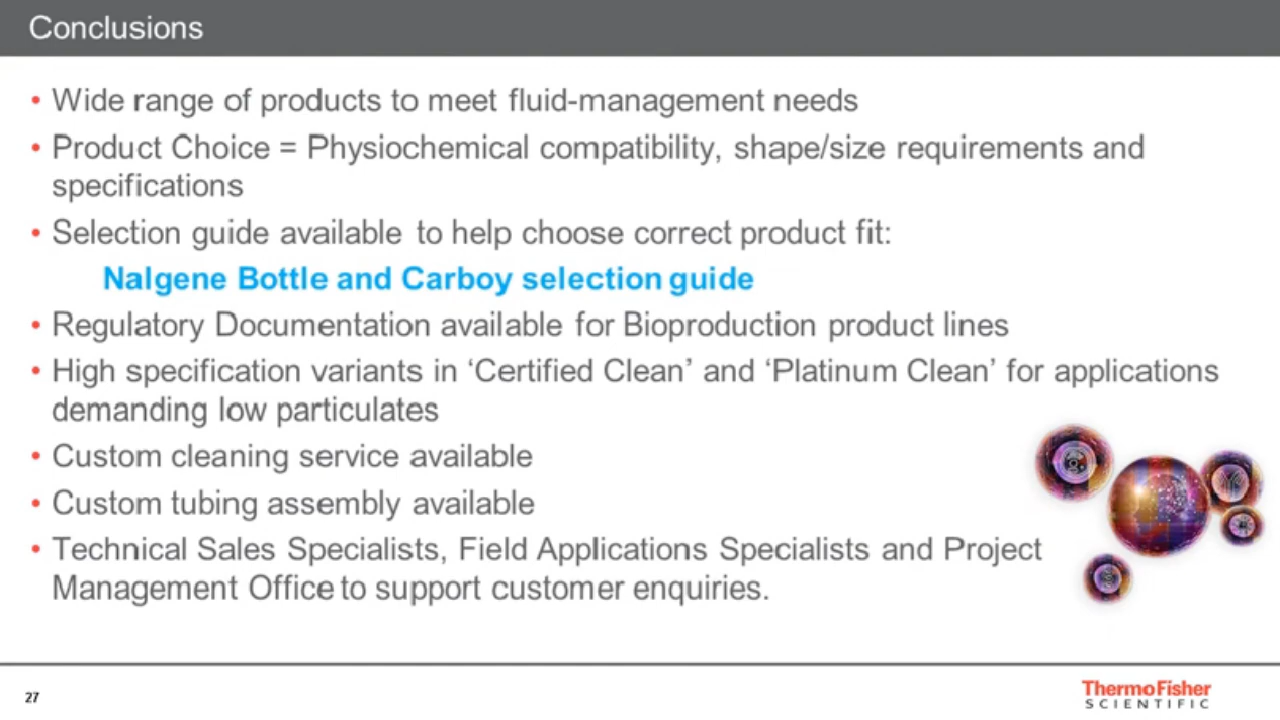 Conclusions
• Wide range of products to meet fluid-management needs
• Product Choice = Physiochemical compatibility, shape/size requirements and
specifications
• Selection guide available to help choose correct product fit:
Nalgene Bottle and Carboy selection guide
• Regulatory Documentation available for Bioproduction product lines
• High specification variants in ‘Certified Clean’ and ‘Platinum Clean’ for applications
demanding low particulates
• Custom cleaning service available
• Custom tubing assembly available
• Technical Sales Specialists, Field Applications Specialists and Project
Management Office to support customer enquiries.
27
ThermoFisher
SCIENTIFIC